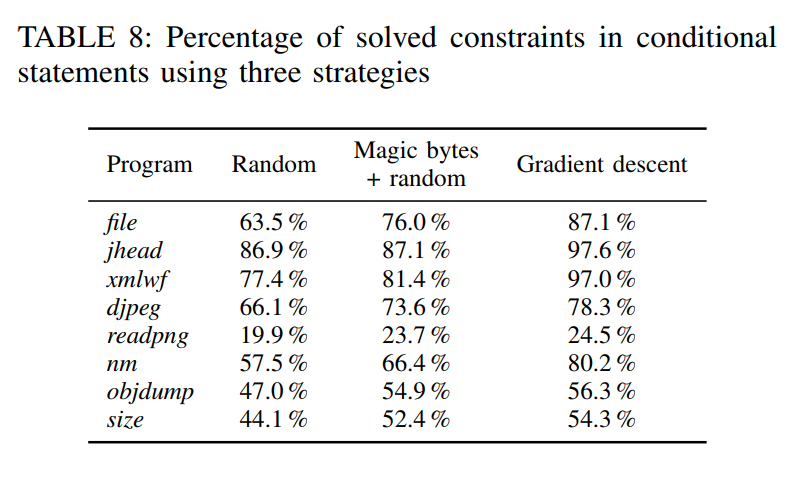 TABLE 8: Percentage of solved constraints in conditional
statements using three strategies
Program Random Magic bytes + random Gradient descent
file 63.5 % 76.0 % 87.1 %
jhead 86.9 % 87.1 % 97.6 %
xmlwf 77.4 % 81.4 % 97.0 %
djpeg 66.1 % 73.6 % 78.3 %
readpng 19.9 % 23.7 % 24.5 %
nm 57.5 % 66.4 % 80.2 %
objdump 47.0 % 54.9 % 56.3 %
size 44.1 % 52.4 % 54.3 %